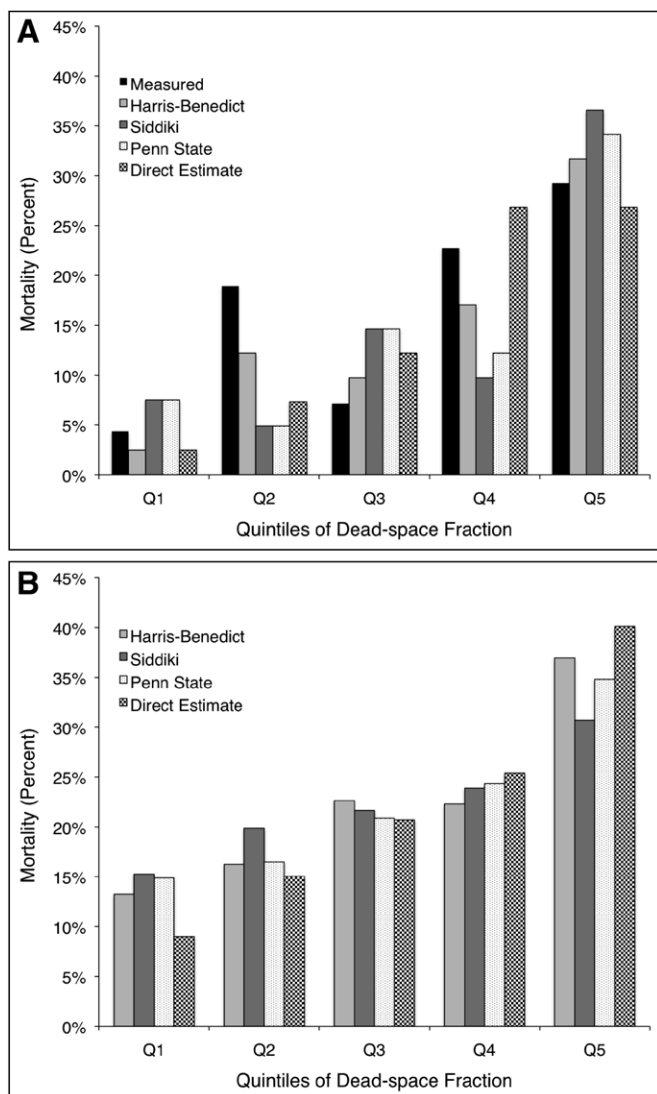 A
45%
40%
35%
30%
25%
20%
15%
10%
5%
0%
Mortality (Percent)
Measured
Harris-Benedict
Siddiki
Penn State
Direct Estimate
Q1 Q2 Q3 Q4 Q5
Quintiles of Dead-space Fraction
B
45%
40%
35%
30%
25%
20%
15%
10%
5%
0%
Mortality (Percent)
Harris-Benedict
Siddiki
Penn State
Direct Estimate
Q1 Q2 Q3 Q4 Q5
Quintiles of Dead-space Fraction